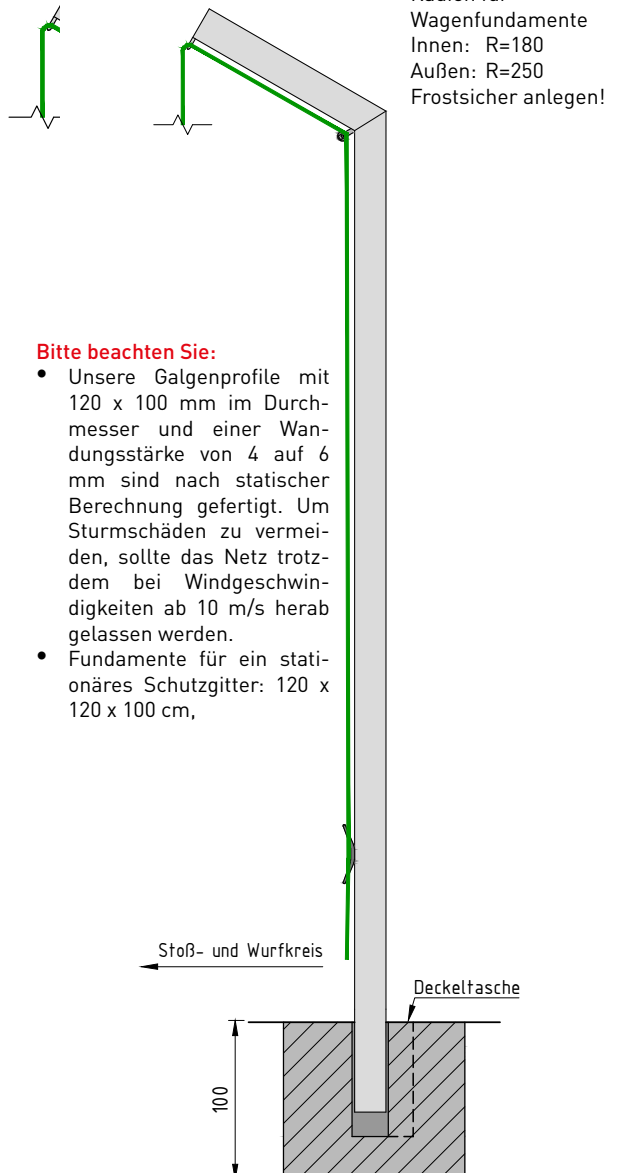 Wagenfundamente
Innen: R=180
Außen: R=250
Frostsicher anlegen!
Bitte beachten Sie:
• Unsere Galgenprofile mit
120 x 100 mm im Durch-
messer und einer Wan-
dungsstärke von 4 auf 6
mm sind nach statischer
Berechnung gefertigt. Um
Sturmschäden zu vermei-
den, sollte das Netz trotz-
dem bei Windgeschwin-
digkeiten ab 10 m/s herab
gelassen werden.
• Fundamente für ein stati-
onäres Schutzgitter: 120 x
120 x 100 cm,
Stoß- und Wurfkreis
Deckeltasche
100